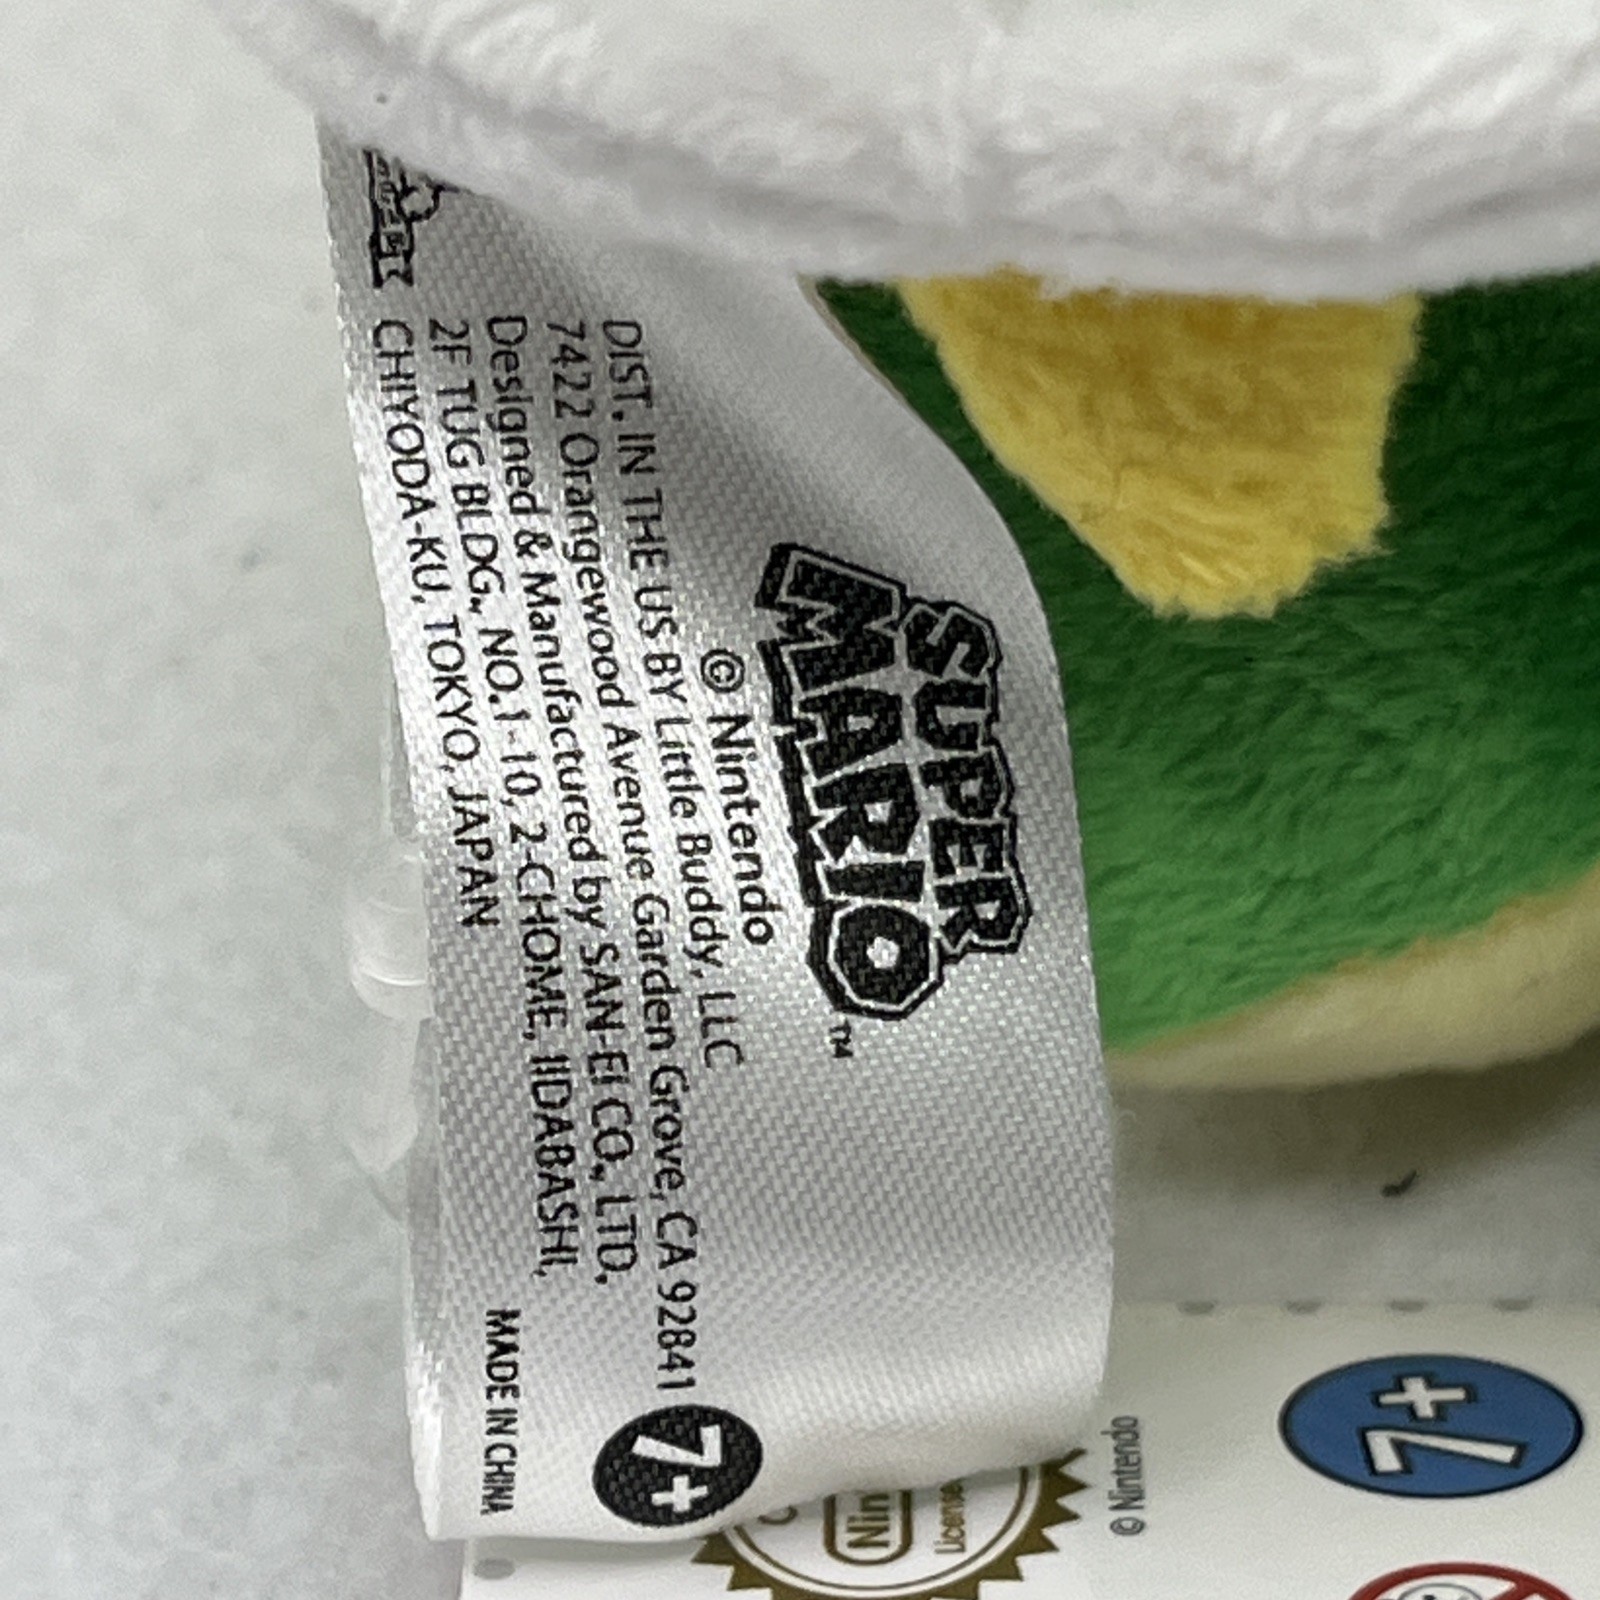 SUPER
MARIO™
© Nintendo
DIST. IN THE US BY Little Buddy, LLC
7422 Orangewood Avenue Garden Grove, CA 92841
Designed & Manufactured by SAN-EI CO., LTD.
2F TUG BLDG., NO.1-10, 2-CHOME, IIDABASHI,
CHIYODA-KU, TOKYO, JAPAN
MADE IN CHINA
7+
© Nintendo
7+